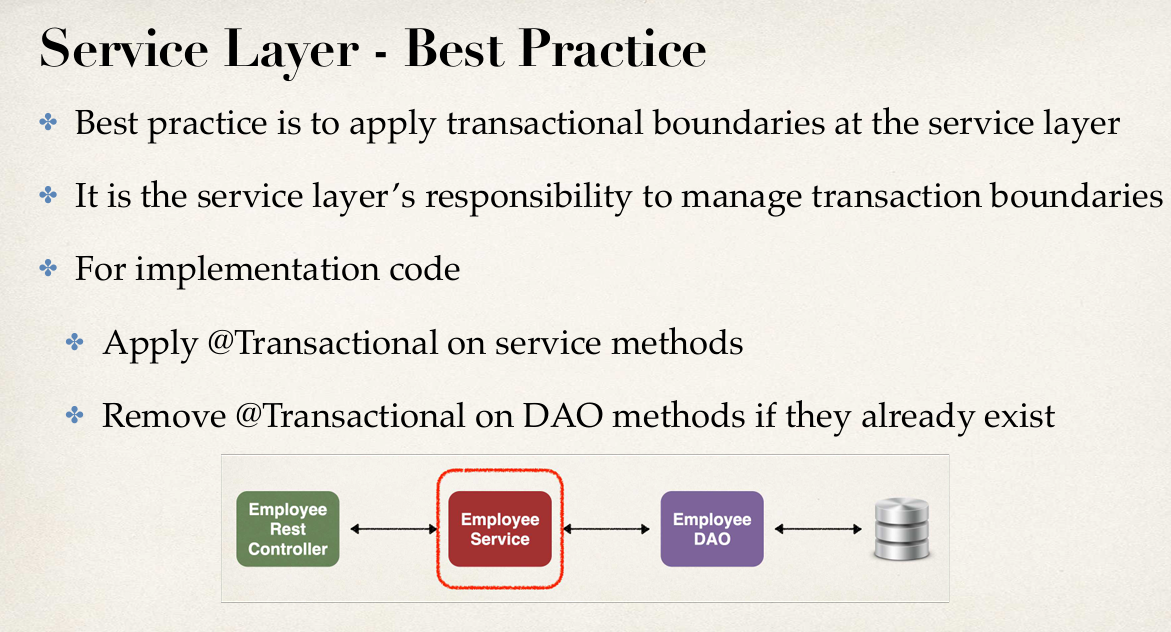 Service Layer - Best Practice
Best practice is to apply transactional boundaries at the service layer
It is the service layer’s responsibility to manage transaction boundaries
For implementation code
Apply @Transactional on service methods
Remove @Transactional on DAO methods if they already exist
Employee
Rest
Controller
Employee
Service
Employee
DAO